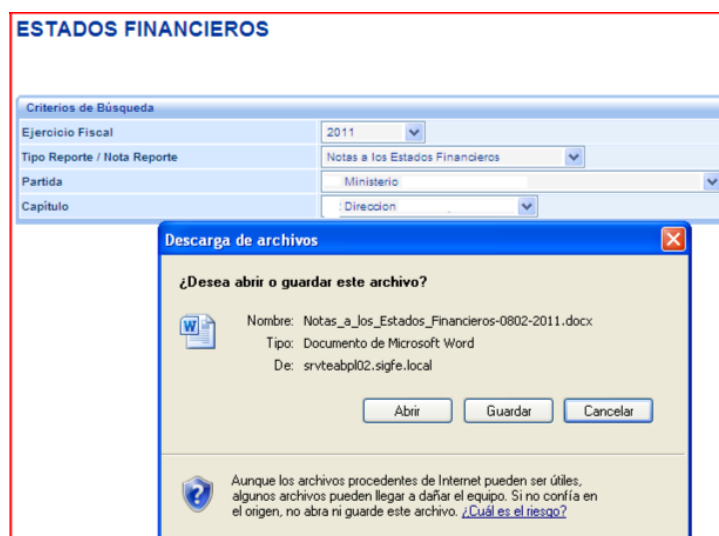 ESTADOS FINANCIEROS
Criterios de Búsqueda
Ejercicio Fiscal 2011
Tipo Reporte / Nota Reporte Notas a los Estados Financieros
Partida Ministerio
Capítulo Direccion
Descarga de archivos
¿Desea abrir o guardar este archivo?
Nombre: Notas_a_los_Estados_Financieros-0802-2011.docx
Tipo: Documento de Microsoft Word
De: srvteabpl02.sigfe.local
Abrir Guardar Cancelar
Aunque los archivos procedentes de Internet pueden ser útiles,
algunos archivos pueden llegar a dañar el equipo. Si no confía en
el origen, no abra ni guarde este archivo. ¿Cuál es el riesgo?